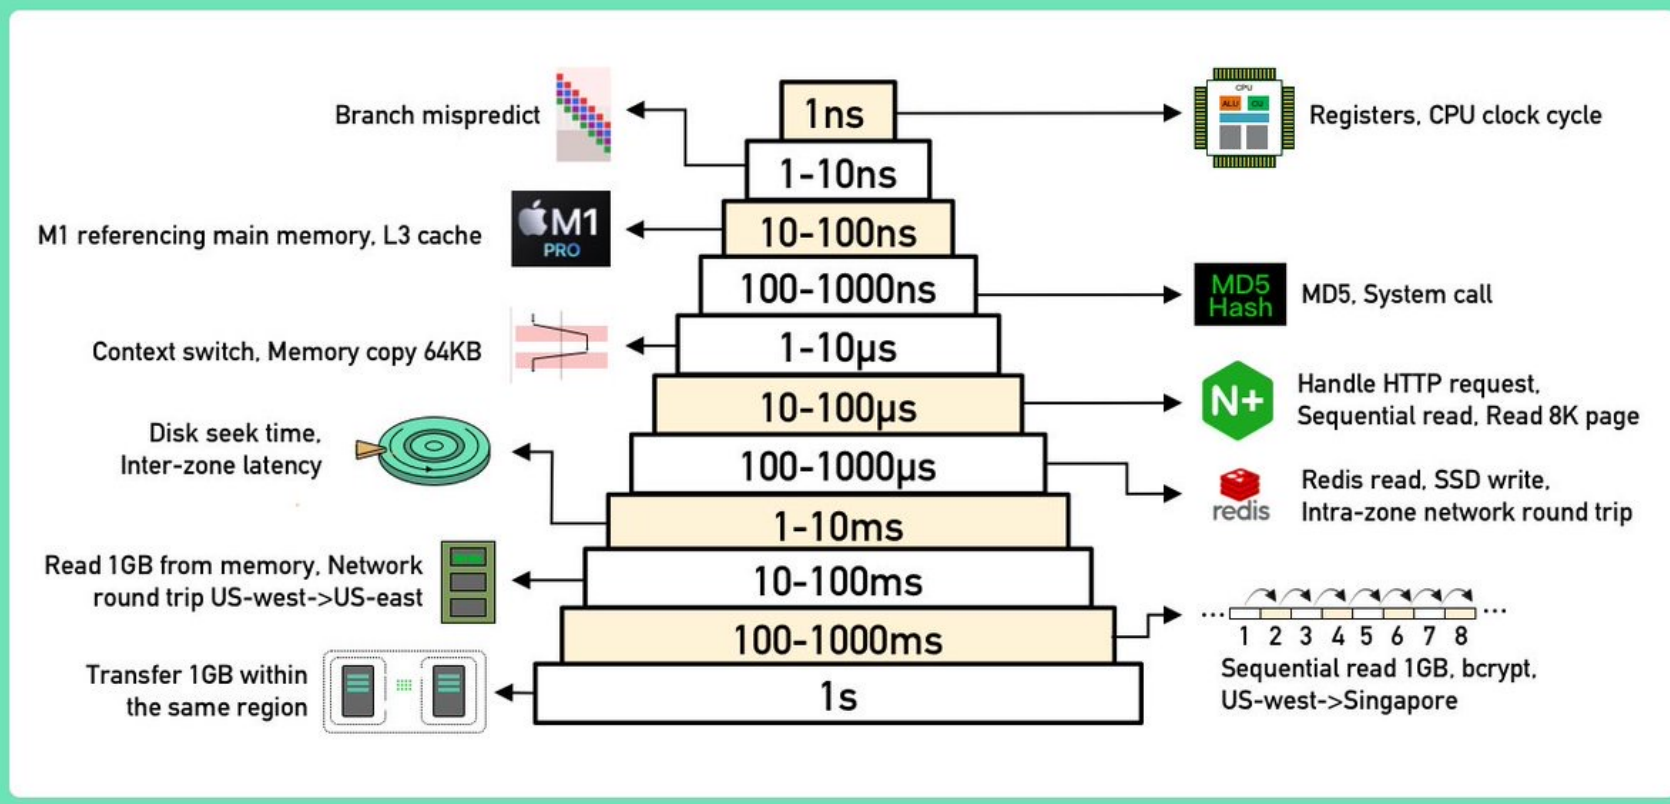 1ns
CPU
ALU
CU
Registers, CPU clock cycle
Branch mispredict
1-10ns
M1 referencing main memory, L3 cache
M1
PRO
10-100ns
100-1000ns
MD5
Hash
MD5, System call
Context switch, Memory copy 64KB
1-10µs
10-100µs
N+
Handle HTTP request,
Sequential read, Read 8K page
Disk seek time,
Inter-zone latency
100-1000µs
redis
Redis read, SSD write,
Intra-zone network round trip
1-10ms
Read 1GB from memory, Network
round trip US-west->US-east
10-100ms
100-1000ms
... 1 2 3 4 5 6 7 8 ...
Sequential read 1GB, bcrypt,
US-west->Singapore
Transfer 1GB within
the same region
1s